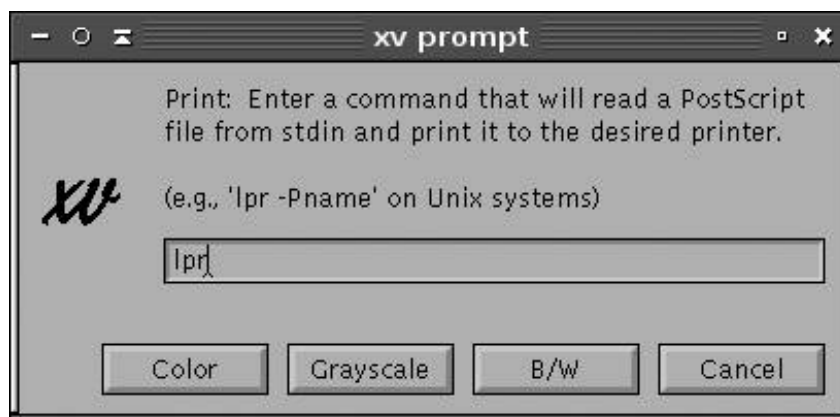 xv prompt
Print: Enter a command that will read a PostScript
file from stdin and print it to the desired printer.
xv
(e.g., 'lpr -Pname' on Unix systems)
lpr
Color Grayscale B/W Cancel